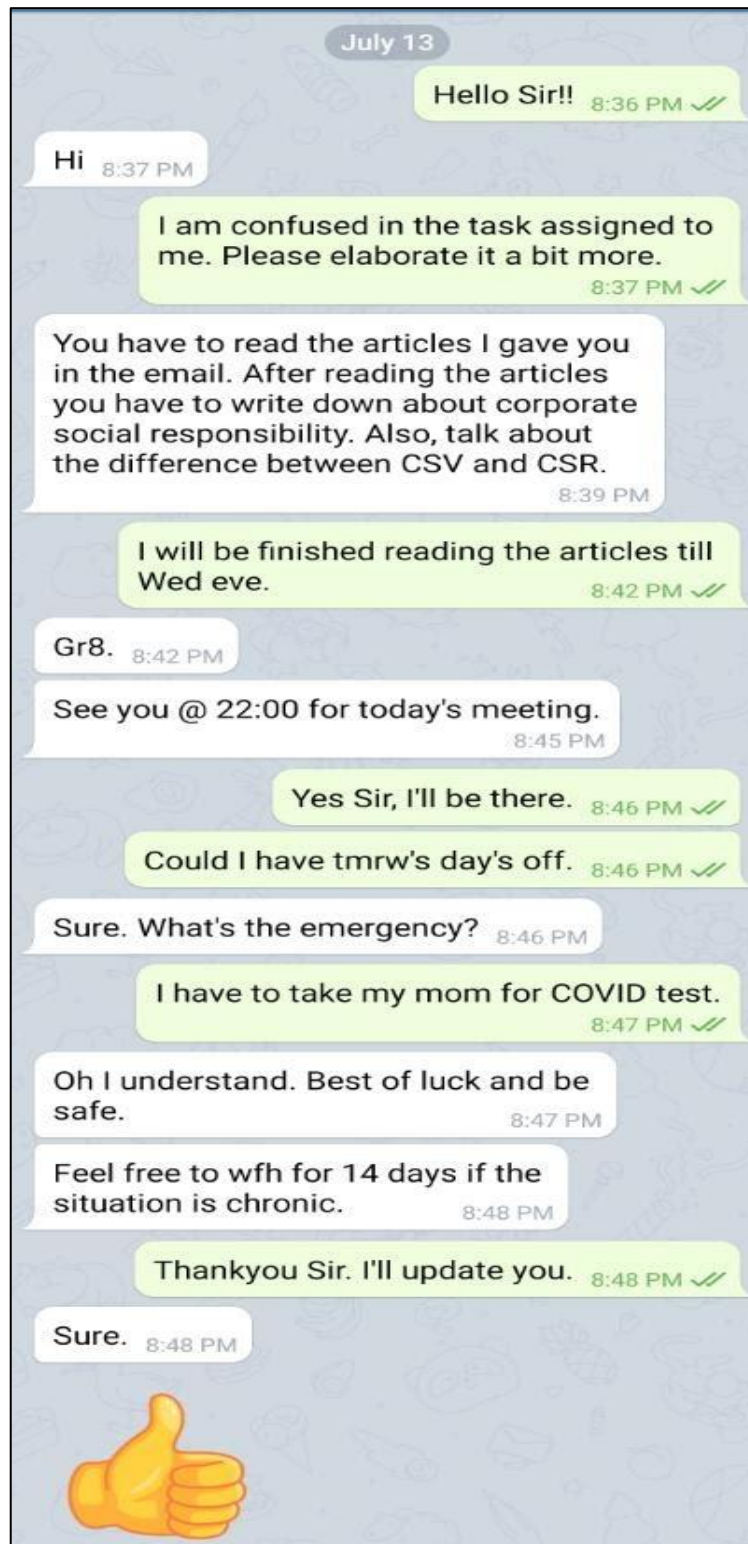 July 13
Hello Sir!! 8:36 PM
Hi 8:37 PM
I am confused in the task assigned to
me. Please elaborate it a bit more.
8:37 PM
You have to read the articles I gave you
in the email. After reading the articles
you have to write down about corporate
social responsibility. Also, talk about
the difference between CSV and CSR.
8:39 PM
I will be finished reading the articles till
Wed eve. 8:42 PM
Gr8. 8:42 PM
See you @ 22:00 for today's meeting.
8:45 PM
Yes Sir, I'll be there. 8:46 PM
Could I have tmrw's day's off. 8:46 PM
Sure. What's the emergency? 8:46 PM
I have to take my mom for COVID test.
8:47 PM
Oh I understand. Best of luck and be
safe. 8:47 PM
Feel free to wfh for 14 days if the
situation is chronic. 8:48 PM
Thankyou Sir. I'll update you. 8:48 PM
Sure. 8:48 PM